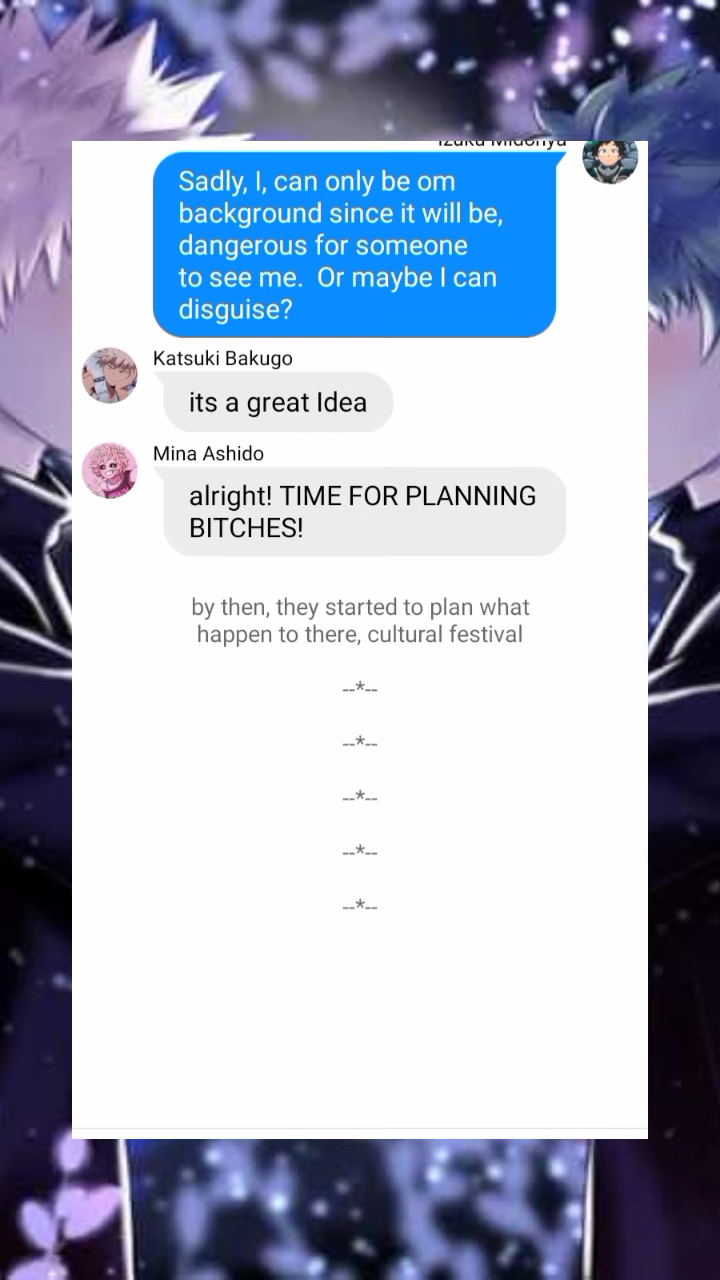 Izuku Midoriya
Sadly, I, can only be om
background since it will be,
dangerous for someone
to see me.  Or maybe I can
disguise?
Katsuki Bakugo
its a great Idea
Mina Ashido
alright! TIME FOR PLANNING
BITCHES!
by then, they started to plan what
happen to there, cultural festival
--*--
--*--
--*--
--*--
--*--